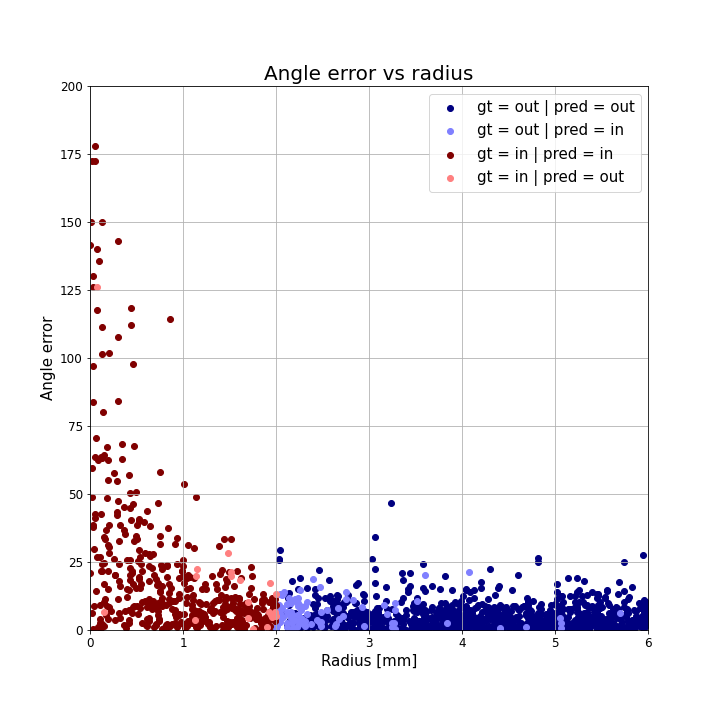 Angle error vs radius
200
175
150
125
100
75
50
25
0
Angle error
gt = out | pred = out
gt = out | pred = in
gt = in | pred = in
gt = in | pred = out
0 1 2 3 4 5 6
Radius [mm]